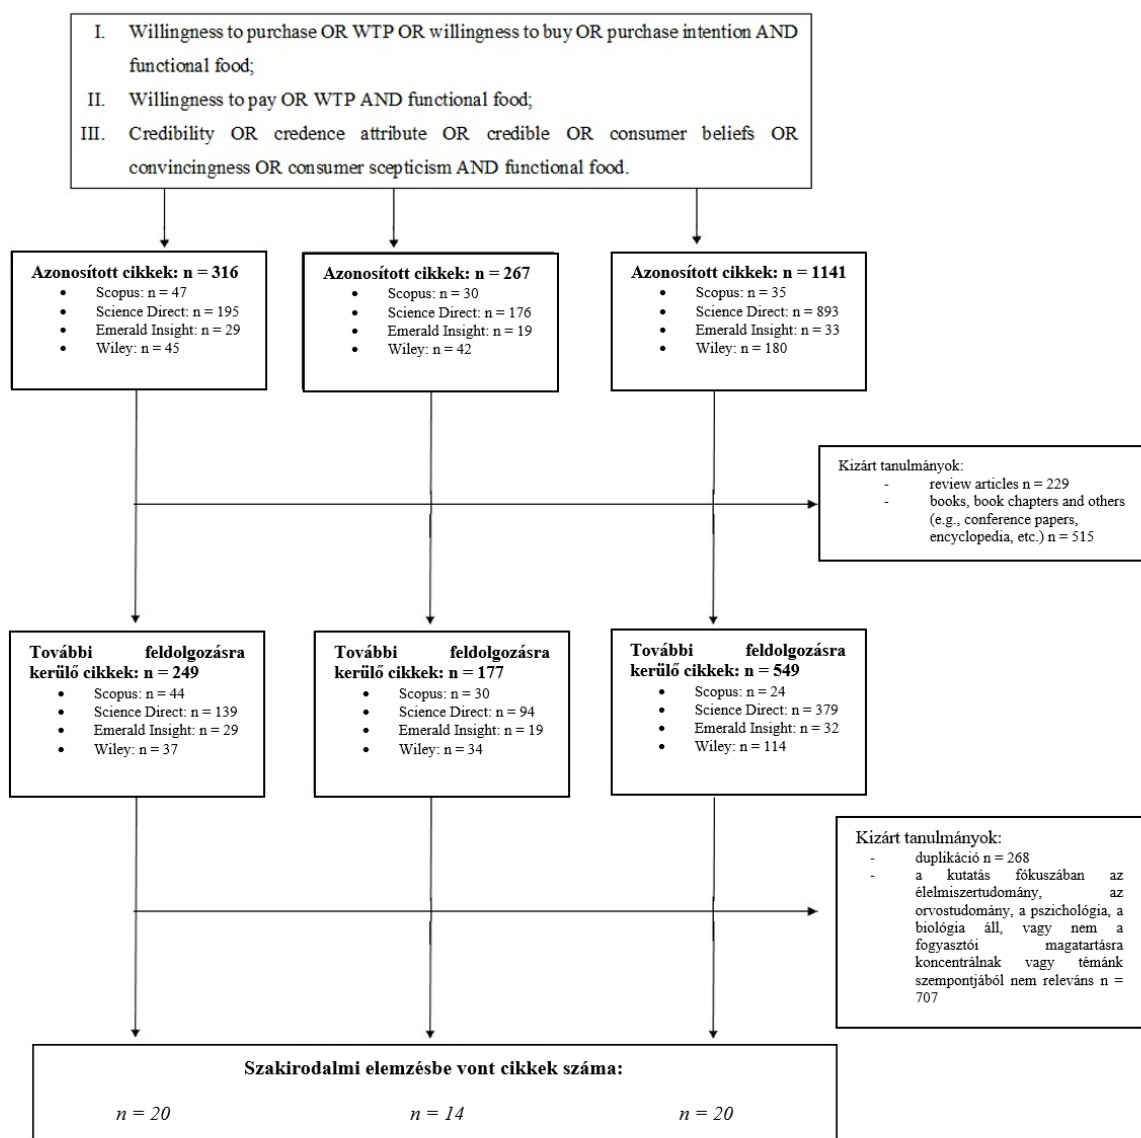 I. Willingness to purchase OR WTP OR willingness to buy OR purchase intention AND
functional food;
II. Willingness to pay OR WTP AND functional food;
III. Credibility OR credence attribute OR credible OR consumer beliefs OR
convincingness OR consumer scepticism AND functional food.
Azonosított cikkek: n = 316
• Scopus: n = 47
• Science Direct: n = 195
• Emerald Insight: n = 29
• Wiley: n = 45
Azonosított cikkek: n = 267
• Scopus: n = 30
• Science Direct: n = 176
• Emerald Insight: n = 19
• Wiley: n = 42
Azonosított cikkek: n = 1141
• Scopus: n = 35
• Science Direct: n = 893
• Emerald Insight: n = 33
• Wiley: n = 180
Kizárt tanulmányok:
- review articles n = 229
- books, book chapters and others
(e.g., conference papers,
encyclopedia, etc.) n = 515
További feldolgozásra
kerülő cikkek: n = 249
• Scopus: n = 44
• Science Direct: n = 139
• Emerald Insight: n = 29
• Wiley: n = 37
További feldolgozásra
kerülő cikkek: n = 177
• Scopus: n = 30
• Science Direct: n = 94
• Emerald Insight: n = 19
• Wiley: n = 34
További feldolgozásra
kerülő cikkek: n = 549
• Scopus: n = 24
• Science Direct: n = 379
• Emerald Insight: n = 32
• Wiley: n = 114
Kizárt tanulmányok:
- duplikáció n = 268
- a kutatás fókuszában az
élelmiszertudomány, az
orvostudomány, a pszichológia, a
biológia áll, vagy nem a
fogyasztói magatartásra
koncentrálnak vagy témánk
szempontjából nem releváns n =
707
Szakirodalmi elemzésbe vont cikkek száma:
n = 20 n = 14 n = 20